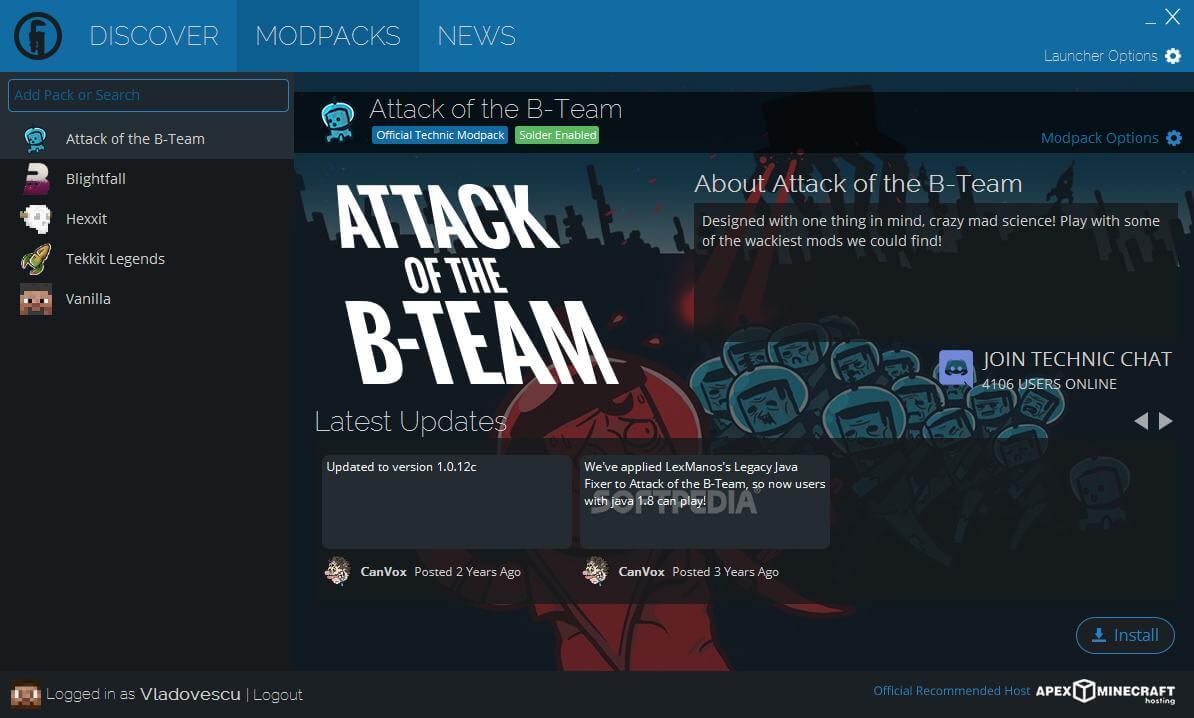 DISCOVER
MODPACKS
NEWS
Launcher Options
Add Pack or Search
Attack of the B-Team
Blightfall
Hexxit
Tekkit Legends
Vanilla
Attack of the B-Team
Official Technic Modpack
Solder Enabled
Modpack Options
ATTACK
OF THE
B-TEAM
About Attack of the B-Team
Designed with one thing in mind, crazy mad science! Play with some
of the wackiest mods we could find!
JOIN TECHNIC CHAT
4106 USERS ONLINE
Latest Updates
Updated to version 1.0.12c
We've applied LexManos's Legacy Java
Fixer to Attack of the B-Team, so now users
with java 1.8 can play!
SOFTPEDIA®
CanVox Posted 2 Years Ago
CanVox Posted 3 Years Ago
Install
Logged in as Vladovescu | Logout
Official Recommended Host APEX MINECRAFT
hosting